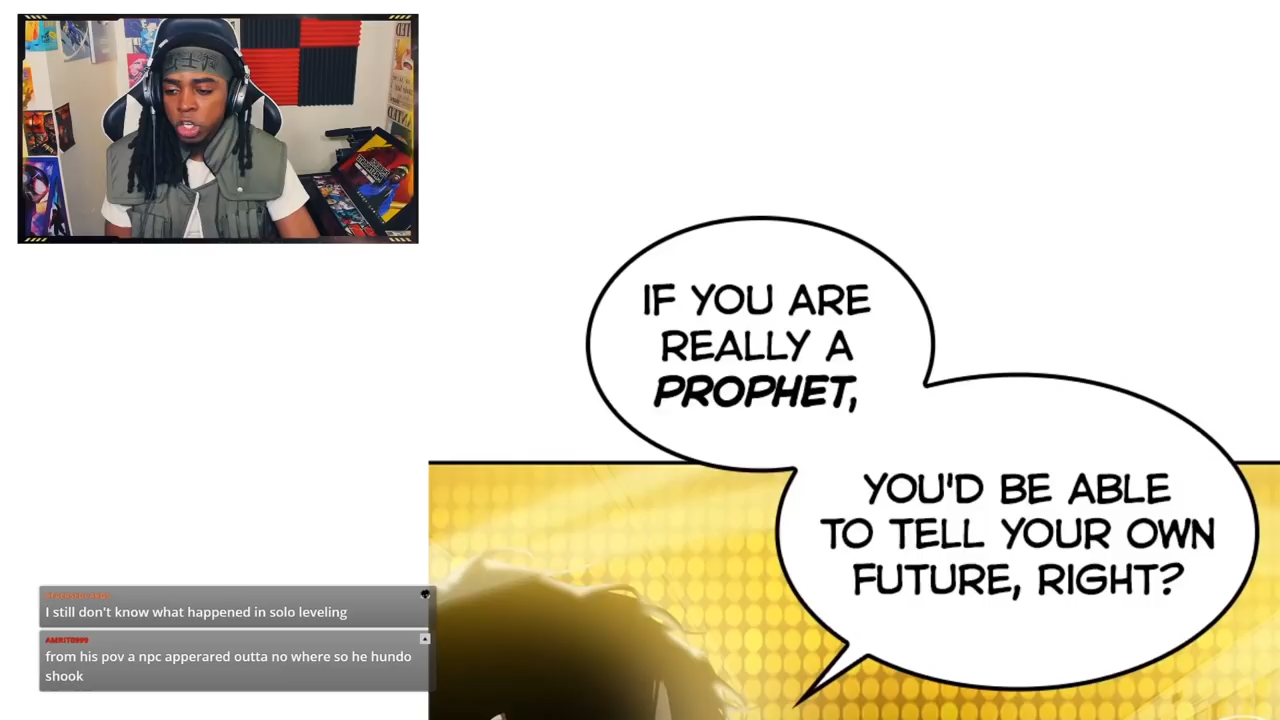 IF YOU ARE
REALLY A
PROPHET,
YOU'D BE ABLE
TO TELL YOUR OWN
FUTURE, RIGHT?
I still don't know what happened in solo leveling
AMRIT0999
from his pov a npc apperared outta no where so he hundo
shook